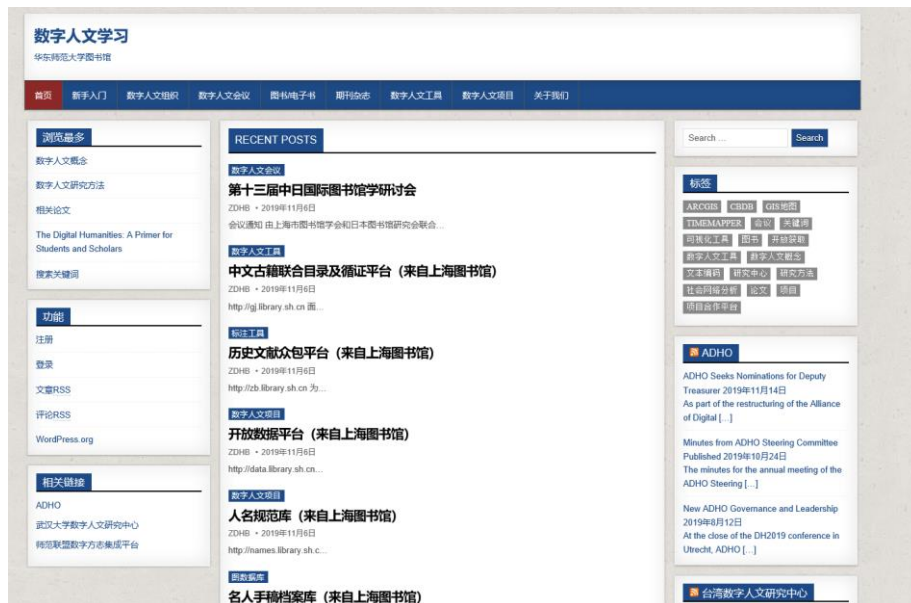 数字人文学习
华东师范大学图书馆
首页 新手入门 数字人文组织 数字人文会议 图书/电子书 期刊杂志 数字人文工具 数字人文项目 关于我们
浏览最多
数字人文概念
数字人文研究方法
相关论文
The Digital Humanities: A Primer for
Students and Scholars
搜索关键词
功能
注册
登录
文章RSS
评论RSS
WordPress.org
相关链接
ADHO
武汉大学数字人文研究中心
师范联盟数字方志集成平台
RECENT POSTS
数字人文会议
第十三届中日国际图书馆学研讨会
ZDHB • 2019年11月6日
会议通知 由上海市图书馆学会和日本图书馆研究会联合...
数字人文工具
中文古籍联合目录及循证平台（来自上海图书馆）
ZDHB • 2019年11月6日
http://gj.library.sh.cn 面...
标注工具
历史文献众包平台（来自上海图书馆）
ZDHB • 2019年11月6日
http://zb.library.sh.cn 为...
数字人文项目
开放数据平台（来自上海图书馆）
ZDHB • 2019年11月6日
http://data.library.sh.cn...
数字人文项目
人名规范库（来自上海图书馆）
ZDHB • 2019年11月6日
http://names.library.sh.c...
图数据库
名人手稿档案库（来自上海图书馆）
Search ... Search
标签
ARCGIS CBDB GIS地图
TIMEMAPPER 会议 关键词
可视化工具 图书 开放获取
数字人文工具 数字人文概念
文本编码 研究中心 研究方法
社会网络分析 论文 项目
项目合作平台
ADHO
ADHO Seeks Nominations for Deputy
Treasurer 2019年11月14日
As part of the restructuring of the Alliance
of Digital [...]
Minutes from ADHO Steering Committee
Published 2019年10月24日
The minutes for the annual meeting of the
ADHO Steering [...]
New ADHO Governance and Leadership
2019年8月12日
At the close of the DH2019 conference in
Utrecht, ADHO [...]
台湾数字人文研究中心